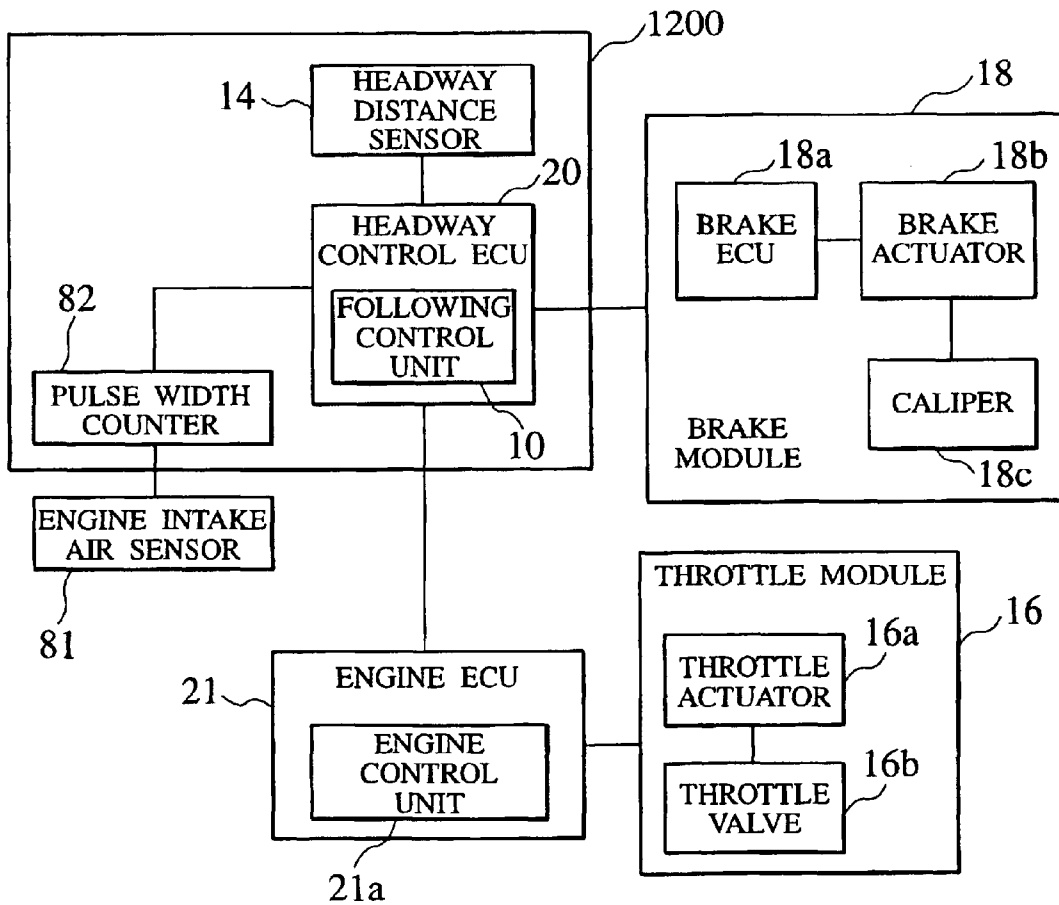 1200
14
HEADWAY
DISTANCE
SENSOR
20
HEADWAY
CONTROL ECU
FOLLOWING
CONTROL
UNIT
10
82
PULSE WIDTH
COUNTER
ENGINE INTAKE
AIR SENSOR
81
18
18a
BRAKE
ECU
18b
BRAKE
ACTUATOR
CALIPER
18c
BRAKE
MODULE
21
ENGINE ECU
ENGINE
CONTROL
UNIT
21a
THROTTLE MODULE
16
16a
THROTTLE
ACTUATOR
16b
THROTTLE
VALVE